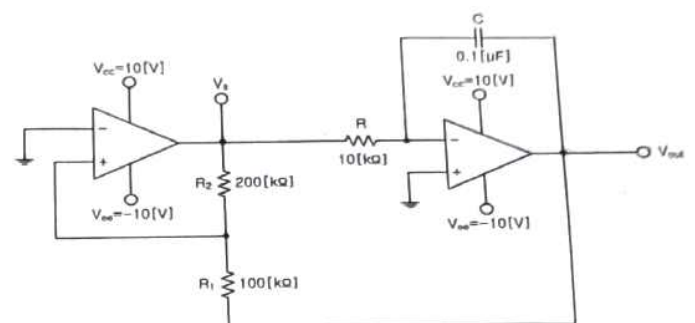 C
0.1[µF]
Vcc=10[V]
Vs
Vcc=10[V]
R
10[kΩ]
Vout
R₂ 200[kΩ]
Vee=-10[V]
Vee=-10[V]
R₁ 100[kΩ]